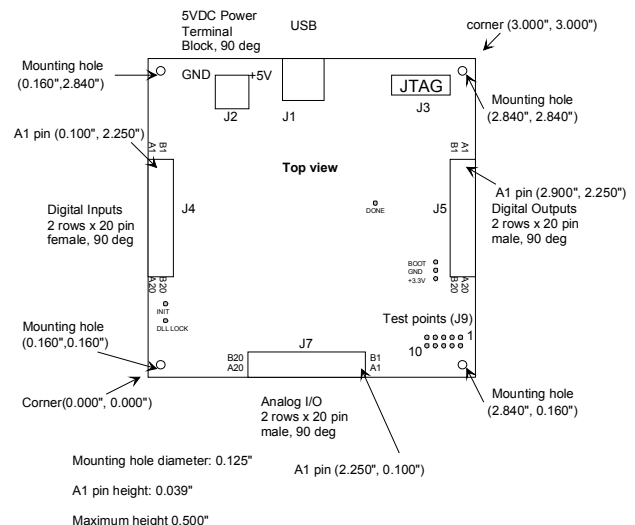 5VDC Power
Terminal
Block, 90 deg
USB
corner (3.000", 3.000")
Mounting hole
(0.160",2.840")
GND
+5V
J2
J1
JTAG
J3
Mounting hole
(2.840", 2.840")
A1 pin (0.100", 2.250")
A1
B1
Top view
B1
A1
A1 pin (2.900", 2.250")
Digital Inputs
2 rows x 20 pin
female, 90 deg
J4
DONE
J5
Digital Outputs
2 rows x 20 pin
male, 90 deg
BOOT
GND
+3.3V
A20
B20
B20
A20
INIT
DLL LOCK
Mounting hole
(0.160",0.160")
Test points (J9)
1
10
J7
B20
A20
B1
A1
Corner(0.000", 0.000")
Analog I/O
2 rows x 20 pin
male, 90 deg
Mounting hole
(2.840", 0.160")
A1 pin (2.250", 0.100")
Mounting hole diameter: 0.125"
A1 pin height: 0.039"
Maximum height 0.500"